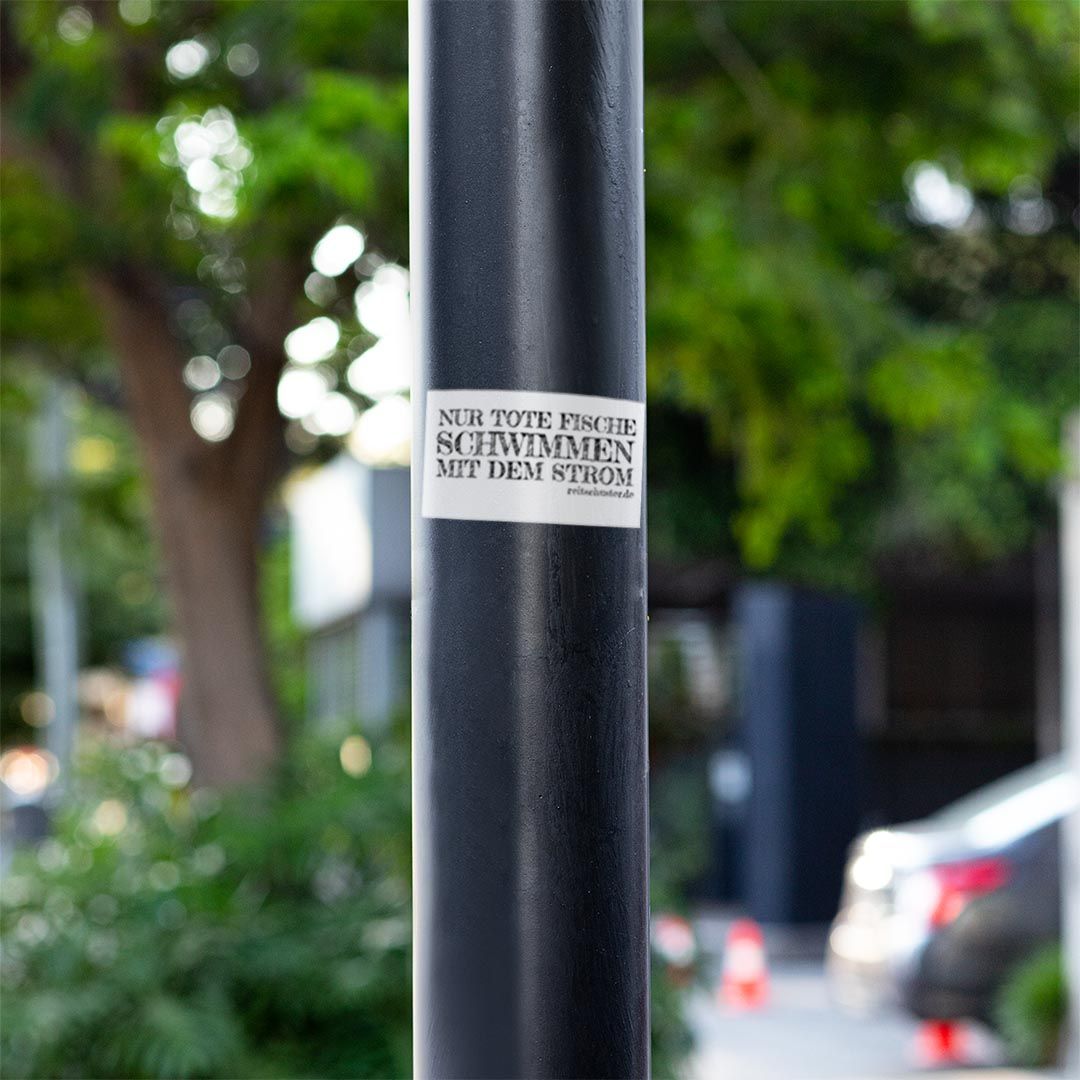 NUR TOTE FISCHE
SCHWIMMEN
MIT DEM STROM
reitschuster.de